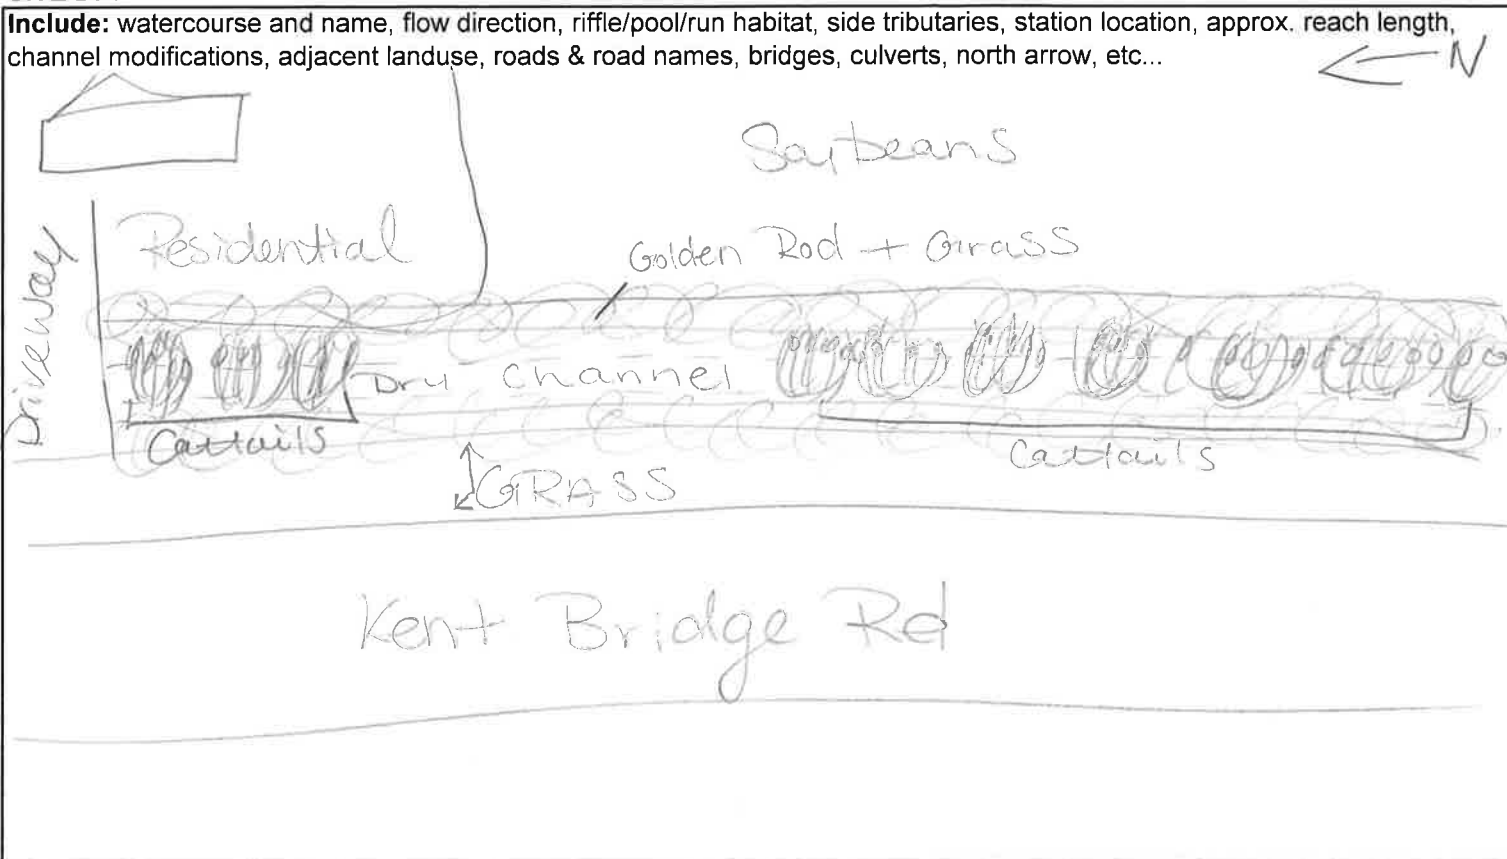 Include: watercourse and name, flow direction, riffle/pool/run habitat, side tributaries, station location, approx. reach length,
channel modifications, adjacent landuse, roads & road names, bridges, culverts, north arrow, etc...
N
Soybeans
Residential
Golden Rod + Grass
Driveway
Dry Channel
Cattails
Cattails
GRASS
Kent Bridge Rd